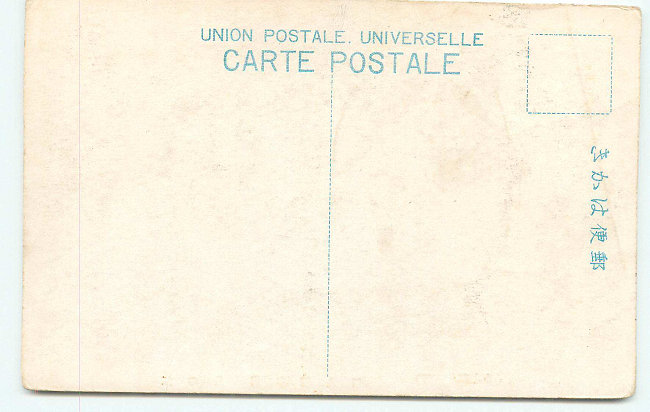 UNION POSTALE. UNIVERSELLE
CARTE POSTALE
郵便はかき